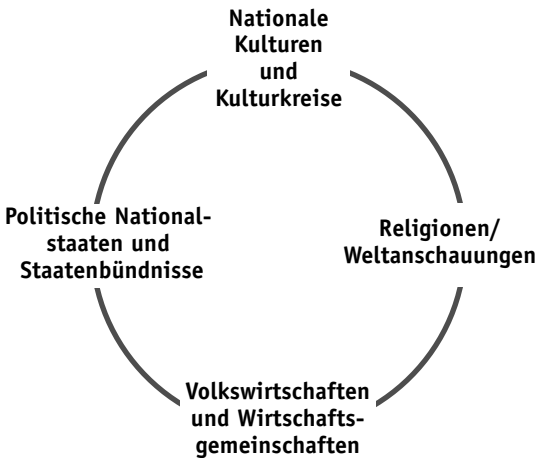 Nationale
Kulturen
und
Kulturkreise
Politische National-
staaten und
Staatenbündnisse
Religionen/
Weltanschauungen
Volkswirtschaften
und Wirtschafts-
gemeinschaften